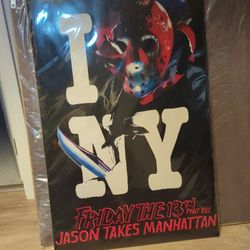 I
NY
FRIDAY THE 13TH
PART VIII
JASON TAKES MANHATTAN